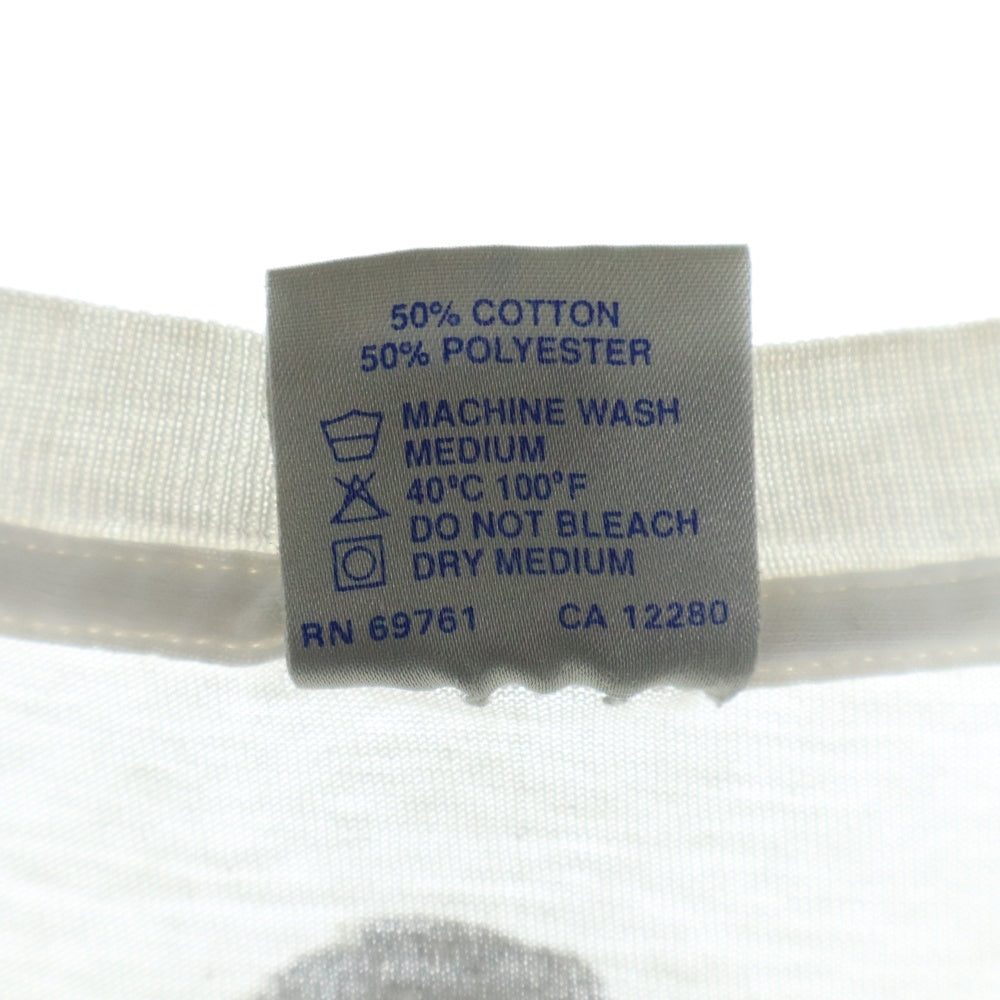 50% COTTON
50% POLYESTER
MACHINE WASH
MEDIUM
40°C 100°F
DO NOT BLEACH
DRY MEDIUM
RN 69761 CA 12280